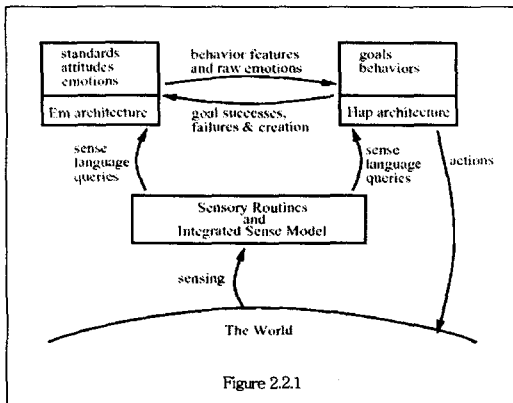 standards
attitudes
emotions
Em architecture
behavior features
and raw emotions
goal successes,
failures & creation
goals
behaviors
Hap architecture
sense
language
queries
sense
language
queries
actions
Sensory Routines
and
Integrated Sense Model
sensing
The World
Figure 2.2.1